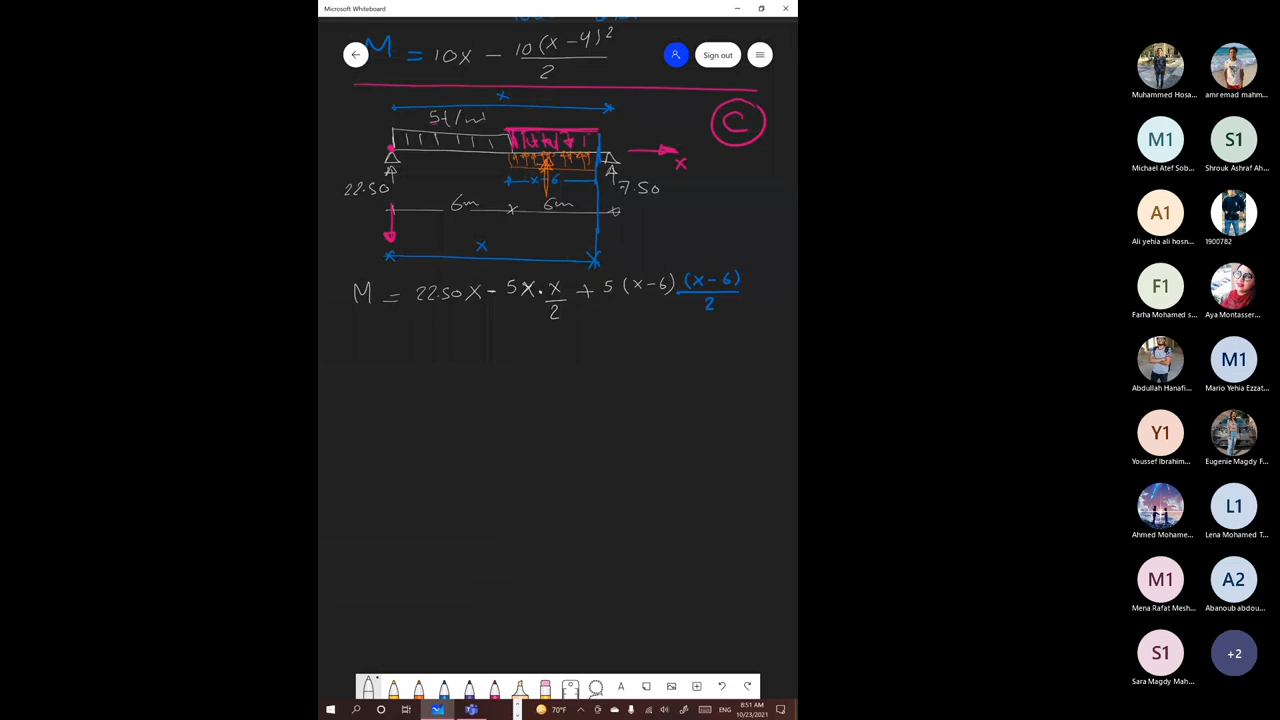 Microsoft Whiteboard
M = 10x - 10(x-4)²/2
Sign out
x
5t/m'
C
x
22.50
x-6
7.50
6m
6m
x
M = 22.50x - 5x·x/2 + 5(x-6)(x-6)/2
A
70°F
ENG
8:51 AM
10/23/2021
Muhammed Hosa...
amr emad mahm...
M1
S1
Michael Atef Sob...
Shrouk Ashraf Ah...
A1
Ali yehia ali hosn...
1900782
F1
Farha Mohamed s...
Aya Montasser...
M1
Abdullah Hanafi...
Mario Yehia Ezzat...
Y1
Youssef Ibrahim...
Eugenie Magdy F...
L1
Ahmed Mohame...
Lena Mohamed T...
M1
A2
Mena Rafat Mesh...
Abanoub abdou...
S1
+2
Sara Magdy Mah...